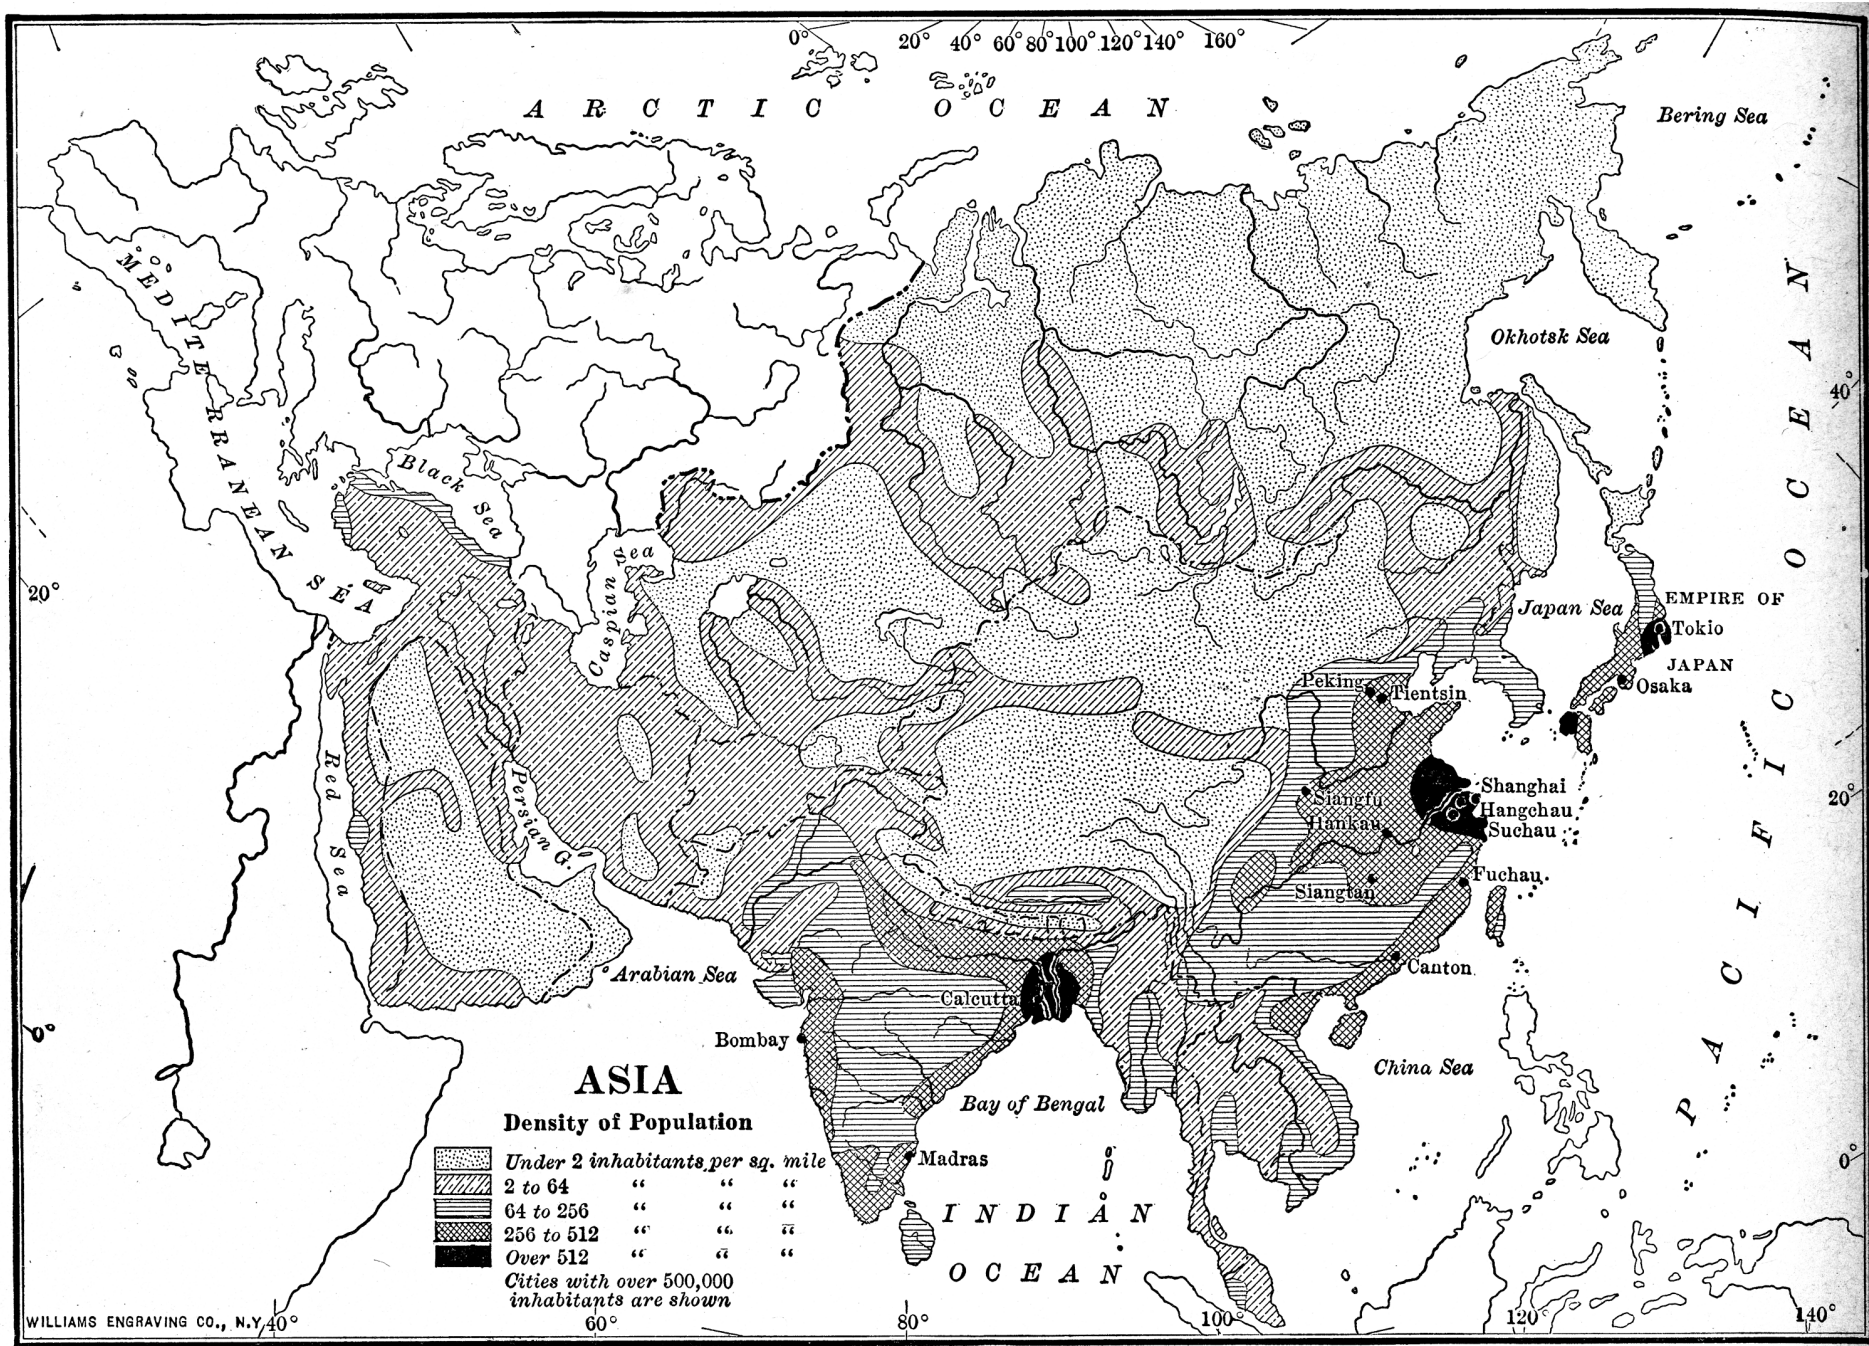 0° 20° 40° 60° 80° 100° 120° 140° 160°
ARCTIC OCEAN
Bering Sea
MEDITERRANEAN SEA
Okhotsk Sea
40°
Black Sea
Caspian Sea
20°
Japan Sea
EMPIRE OF
Tokio
JAPAN
Osaka
Peking
Tientsin
PACIFIC OCEAN
Red Sea
Persian G.
Shanghai
Siangfu
Hangchau
Hankau
Suchau
20°
Siangtan
Fuchau
Arabian Sea
Canton
Calcutta
0°
Bombay
China Sea
ASIA
Bay of Bengal
Density of Population
Under 2 inhabitants per sq. mile
Madras
0°
2 to 64 " " "
64 to 256 " " "
INDIAN
256 to 512 " " "
Over 512 " " "
OCEAN
Cities with over 500,000
inhabitants are shown
WILLIAMS ENGRAVING CO., N.Y.
40° 60° 80° 100° 120° 140°